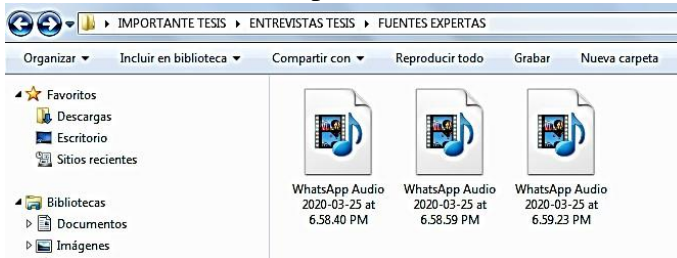 IMPORTANTE TESIS ▸ ENTREVISTAS TESIS ▸ FUENTES EXPERTAS
Organizar Incluir en biblioteca Compartir con Reproducir todo Grabar Nueva carpeta
Favoritos
Descargas
Escritorio
Sitios recientes
Bibliotecas
Documentos
Imágenes
WhatsApp Audio
2020-03-25 at
6.58.40 PM
WhatsApp Audio
2020-03-25 at
6.58.59 PM
WhatsApp Audio
2020-03-25 at
6.59.23 PM